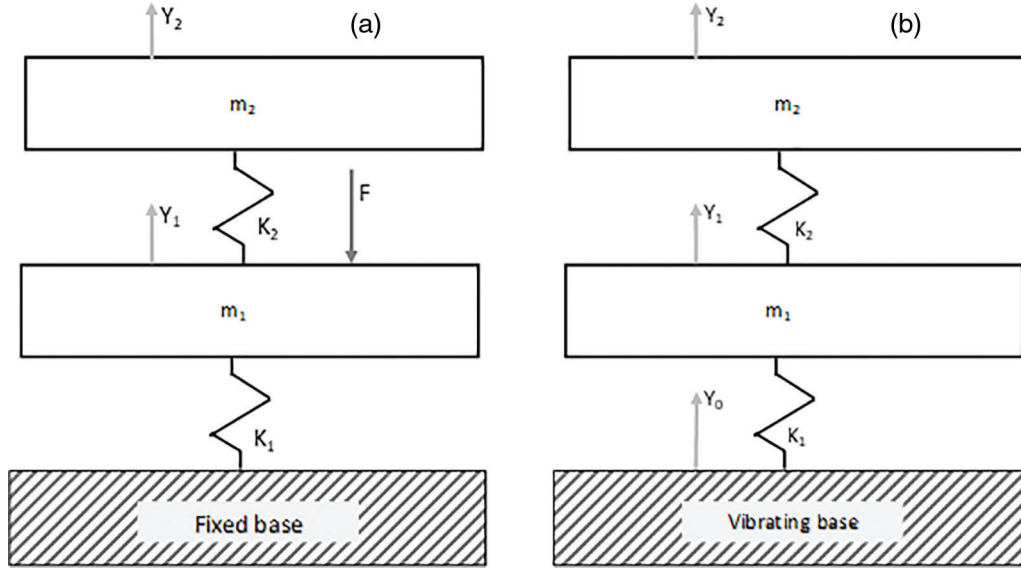 (a)
Y₂
m₂
F
Y₁
K₂
m₁
K₁
Fixed base
(b)
Y₂
m₂
Y₁
K₂
m₁
Y₀
K₁
Vibrating base